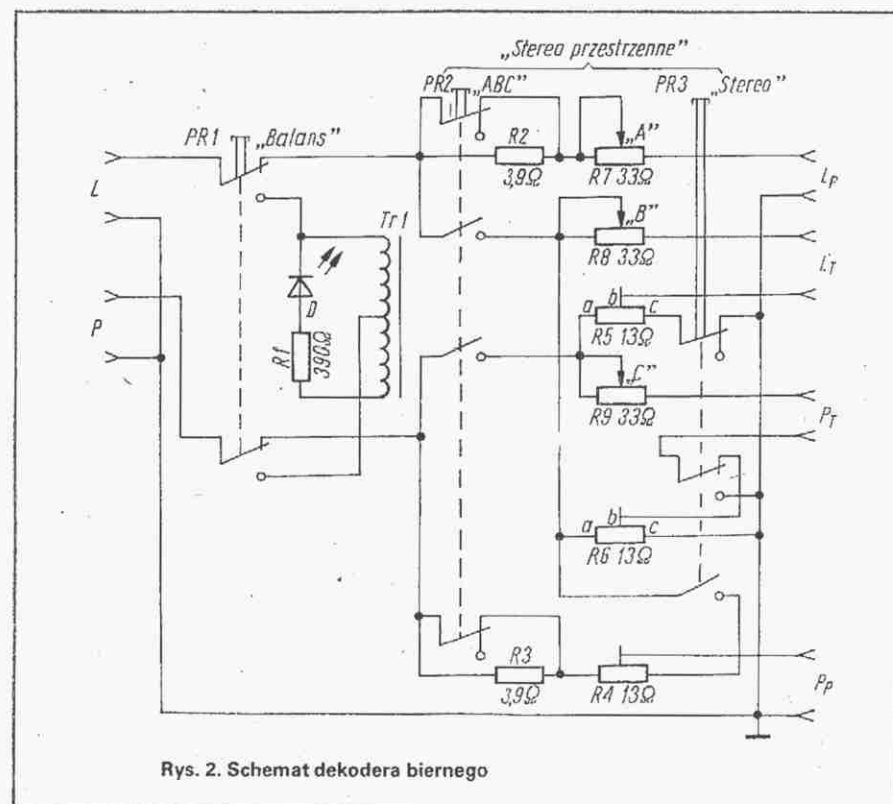 „Stereo przestrzenne”
PR2 „ABC”
PR3 „Stereo”
PR1 „Balans”
R2
3,9Ω
„A”
R7 33Ω
L
Lp
Tr1
„B”
R8 33Ω
LT
a b c
R5 13Ω
P
D
R1
390Ω
„C”
R9 33Ω
PT
a b c
R6 13Ω
R3
3,9Ω
R4 13Ω
Pp
Rys. 2. Schemat dekodera biernego